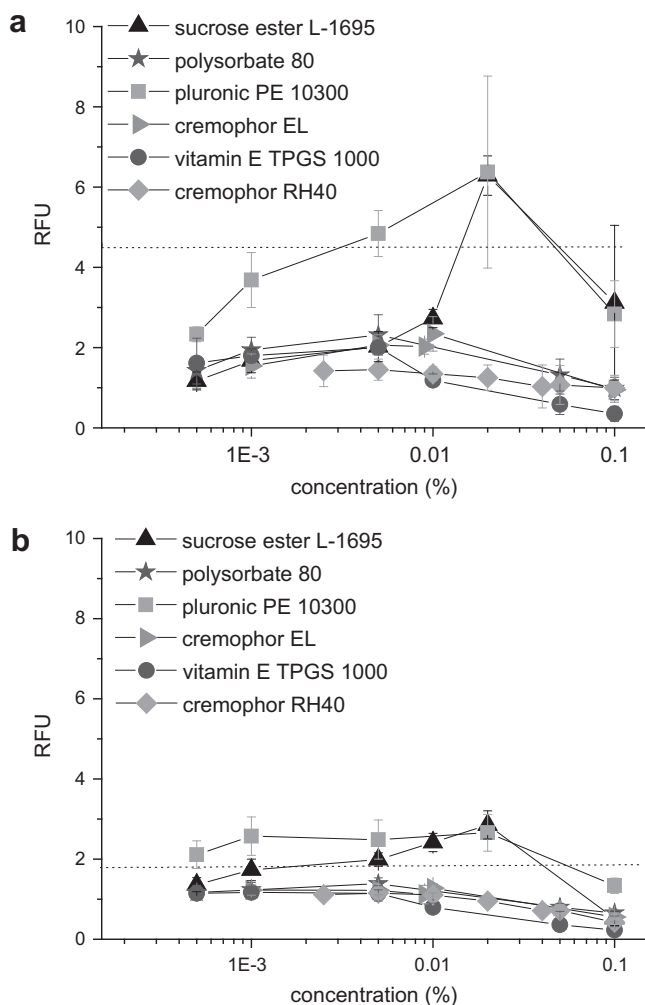 a
10
8
6
4
2
0
RFU
sucrose ester L-1695
polysorbate 80
pluronic PE 10300
cremophor EL
vitamin E TPGS 1000
cremophor RH40
1E-3
0.01
0.1
concentration (%)
b
10
8
6
4
2
0
RFU
sucrose ester L-1695
polysorbate 80
pluronic PE 10300
cremophor EL
vitamin E TPGS 1000
cremophor RH40
1E-3
0.01
0.1
concentration (%)